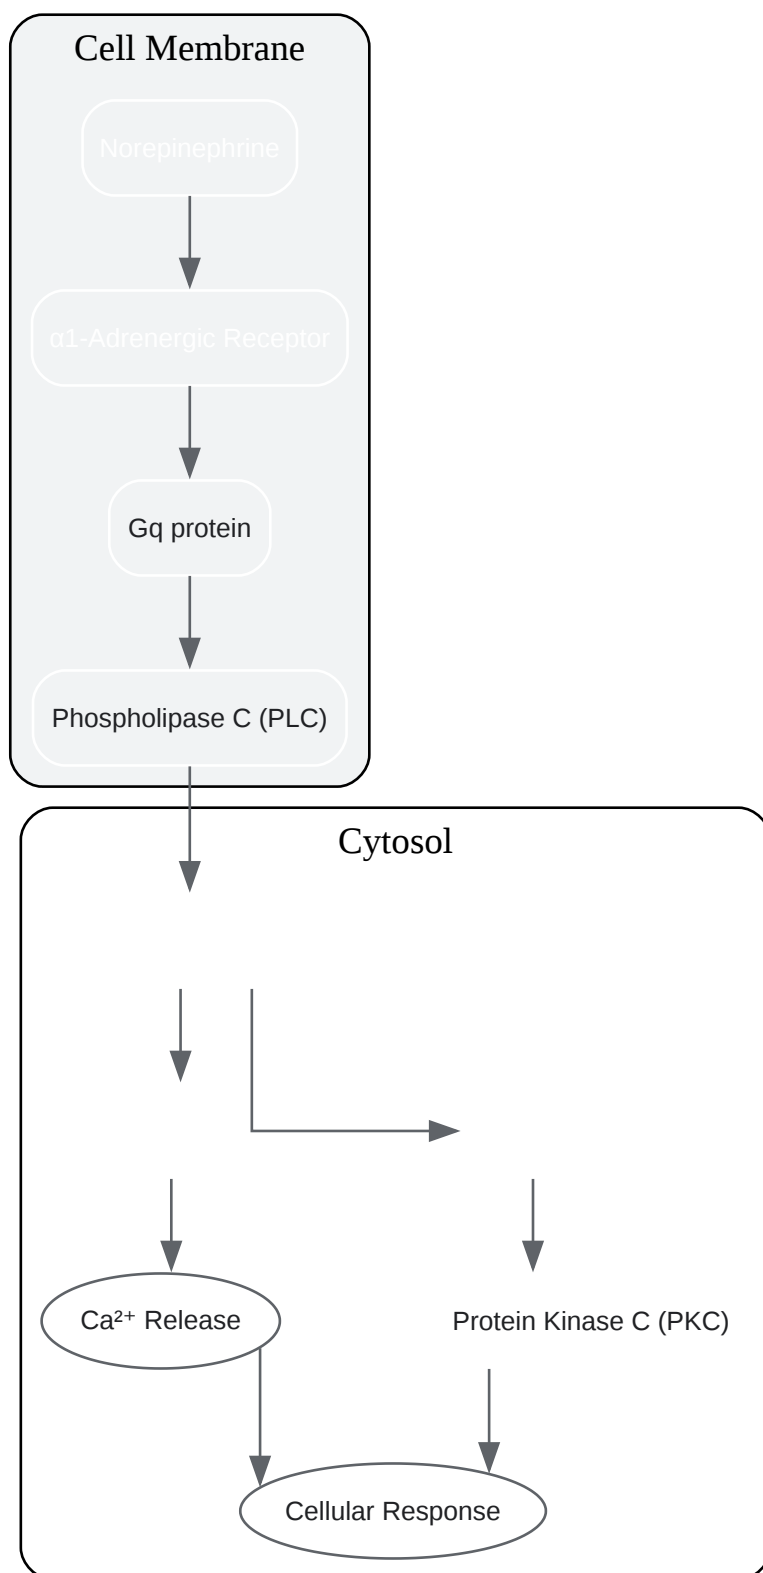 Cell Membrane
Norepinephrine
α1-Adrenergic Receptor
Gq protein
Phospholipase C (PLC)
Cytosol
Ca²⁺ Release
Protein Kinase C (PKC)
Cellular Response